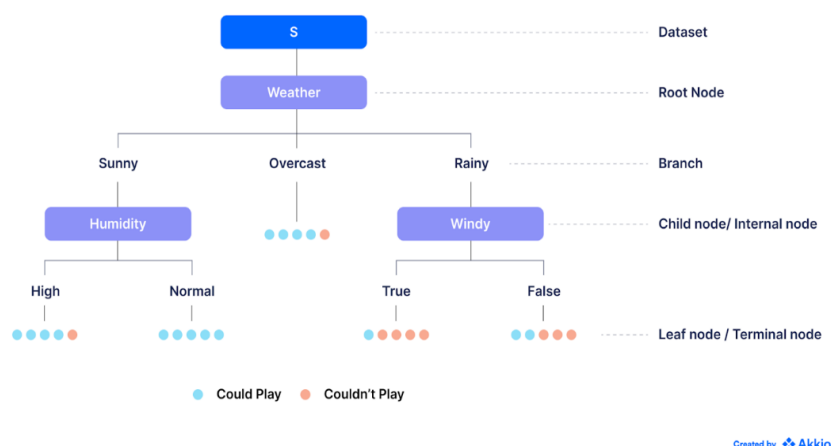 S Dataset
Weather Root Node
Sunny Overcast Rainy Branch
Humidity Windy Child node/ Internal node
High Normal True False
Leaf node / Terminal node
Could Play Couldn't Play
Created by Akkio